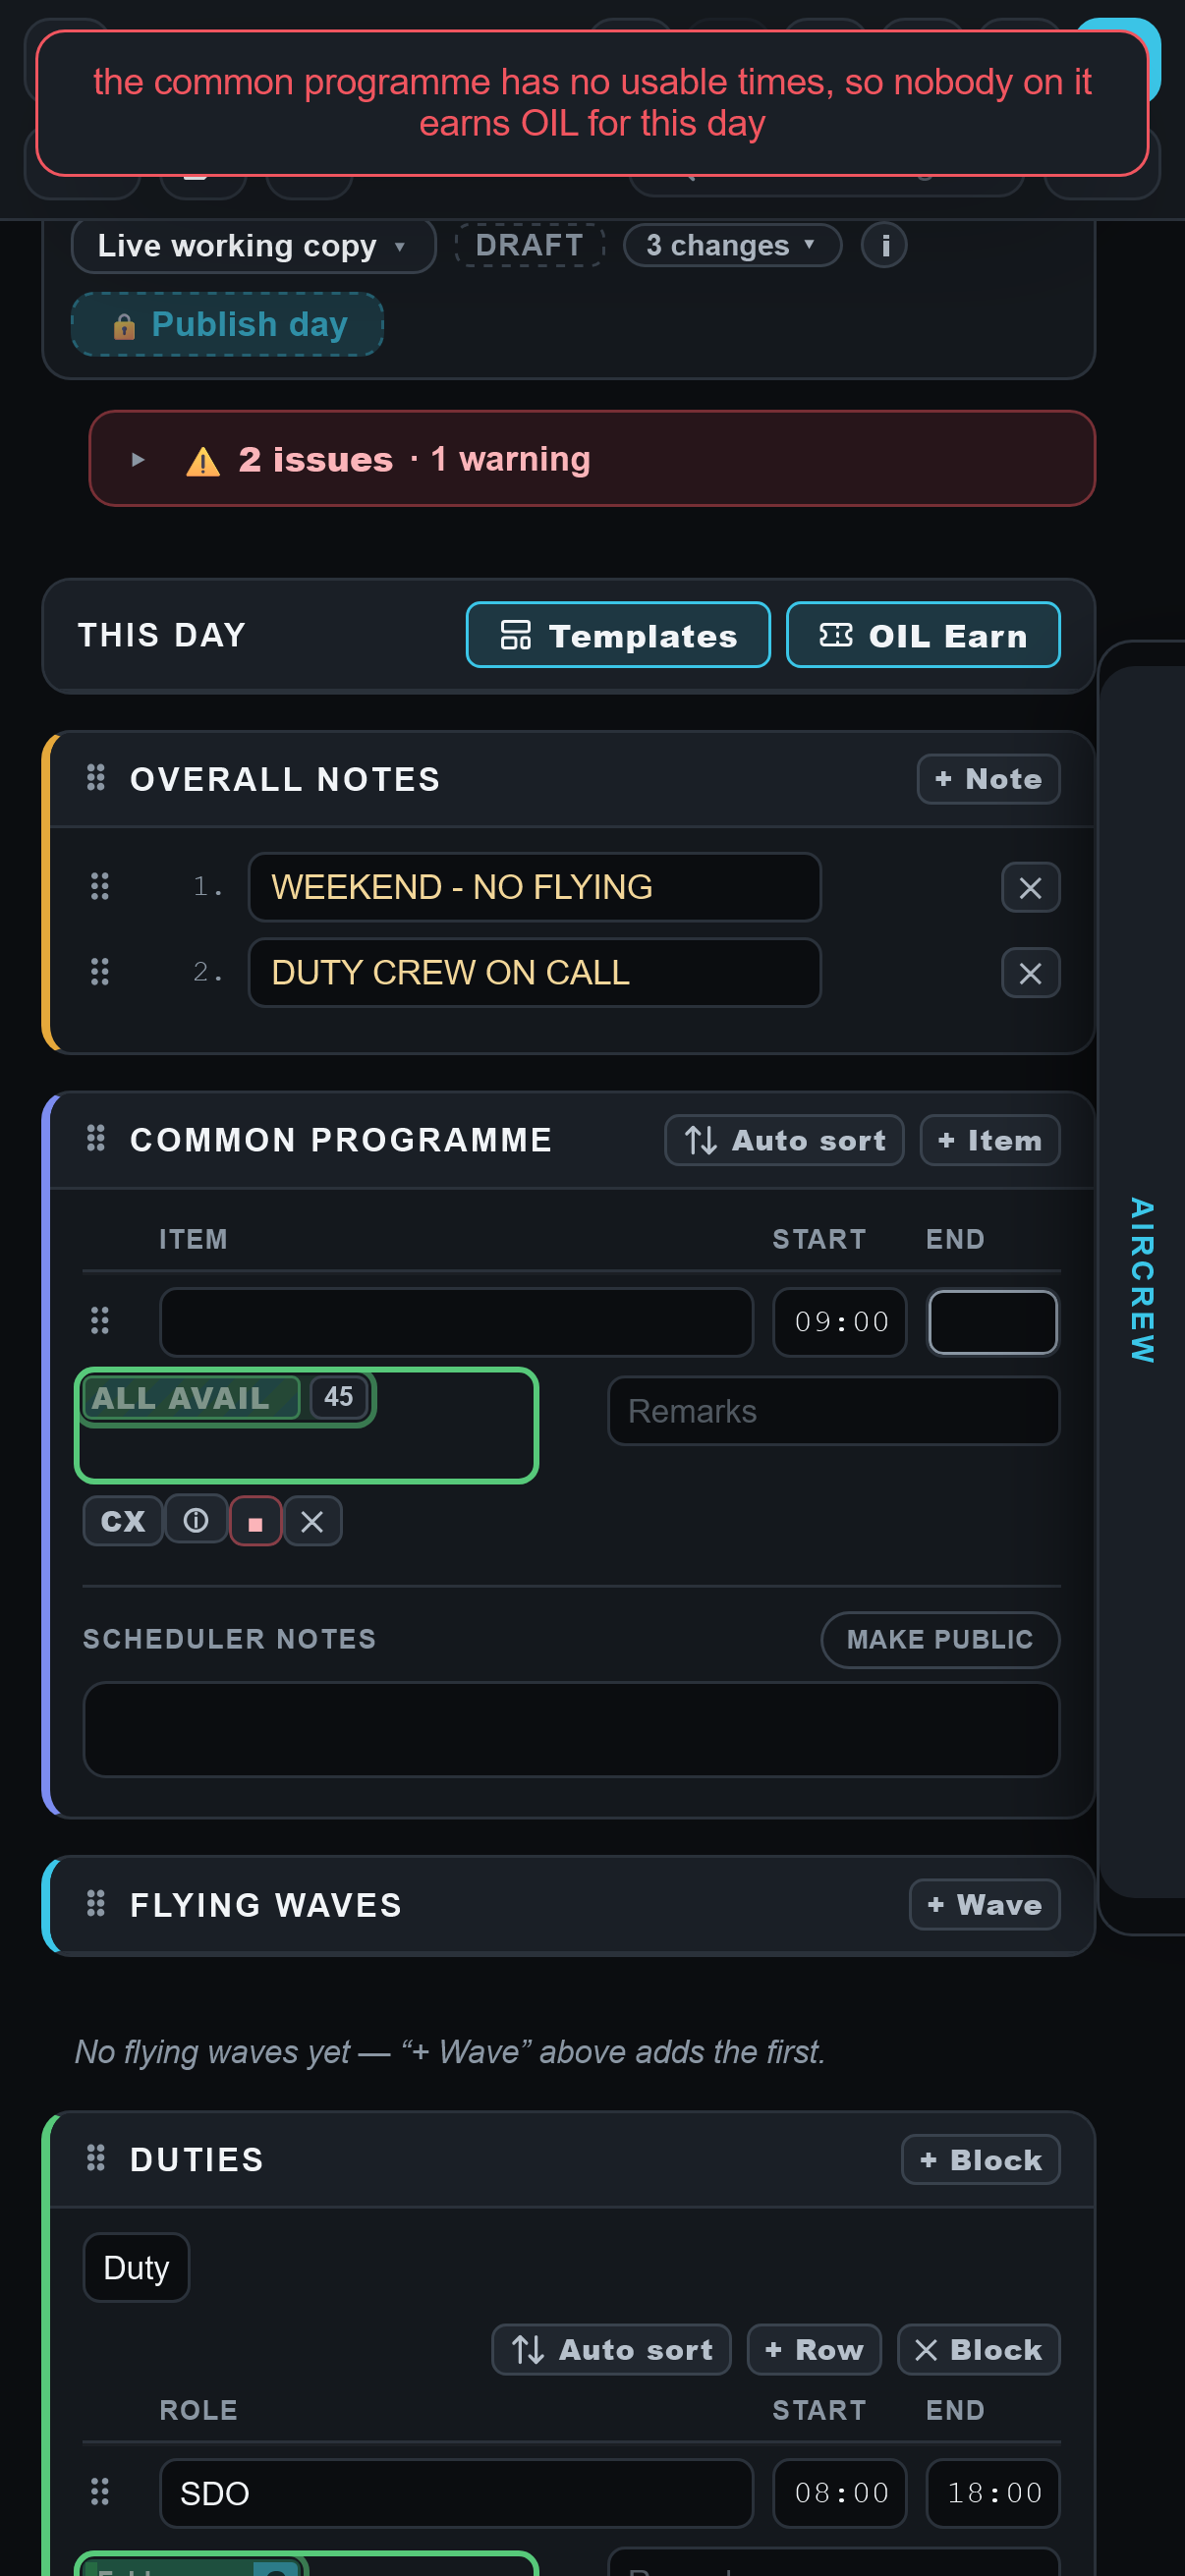 the common programme has no usable times, so nobody on it
earns OIL for this day
Live working copy ▾ DRAFT 3 changes ▾ i
Publish day
2 issues · 1 warning
THIS DAY Templates OIL Earn
OVERALL NOTES + Note
1. WEEKEND - NO FLYING
2. DUTY CREW ON CALL
COMMON PROGRAMME Auto sort + Item
ITEM START END
09:00
ALL AVAIL 45 Remarks
CX
SCHEDULER NOTES MAKE PUBLIC
AIRCREW
FLYING WAVES + Wave
No flying waves yet — “+ Wave” above adds the first.
DUTIES + Block
Duty
Auto sort + Row × Block
ROLE START END
SDO 08:00 18:00